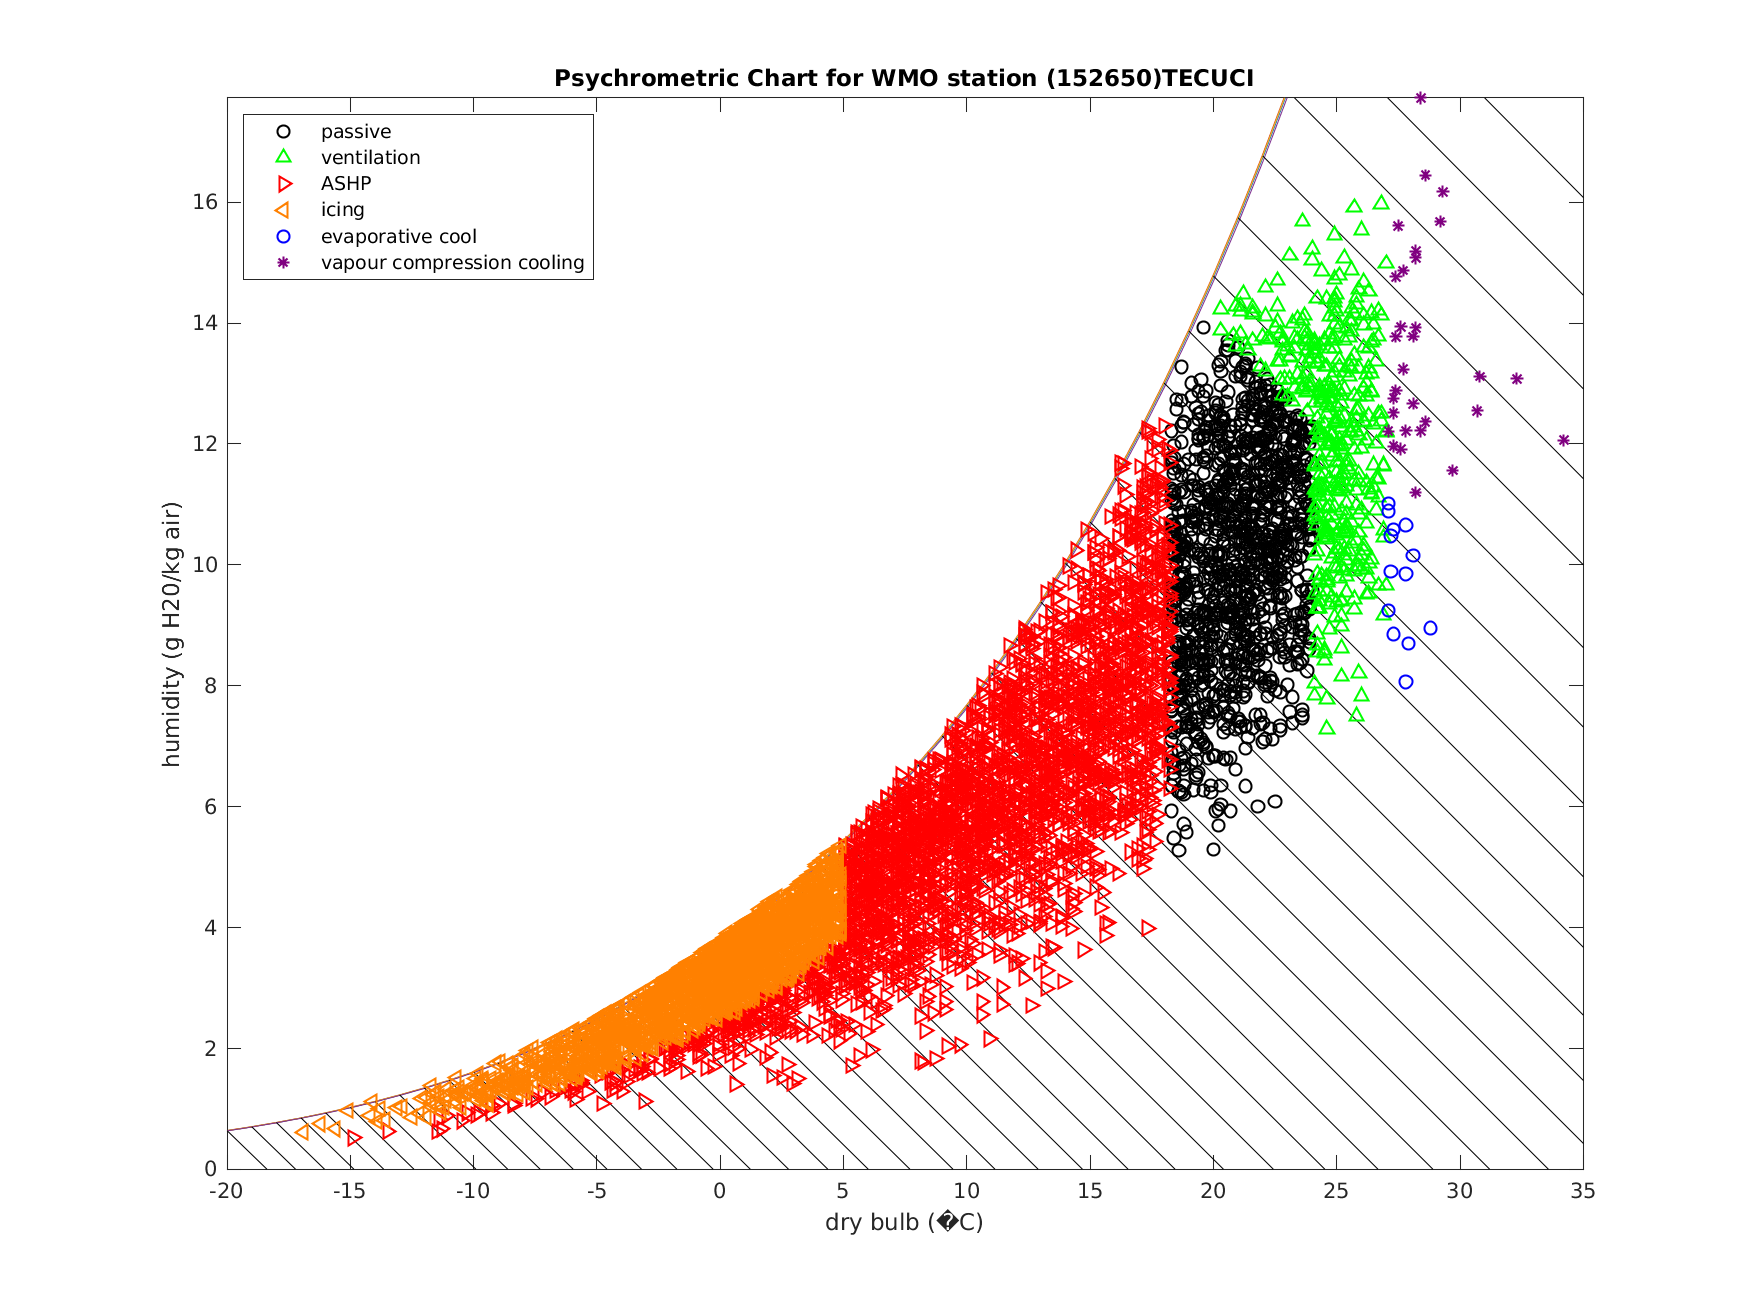 Psychrometric Chart for WMO station (152650)TECUCI
passive
ventilation
ASHP
icing
evaporative cool
vapour compression cooling
humidity (g H20/kg air)
16
14
12
10
8
6
4
2
0
-20 -15 -10 -5 0 5 10 15 20 25 30 35
dry bulb (�C)